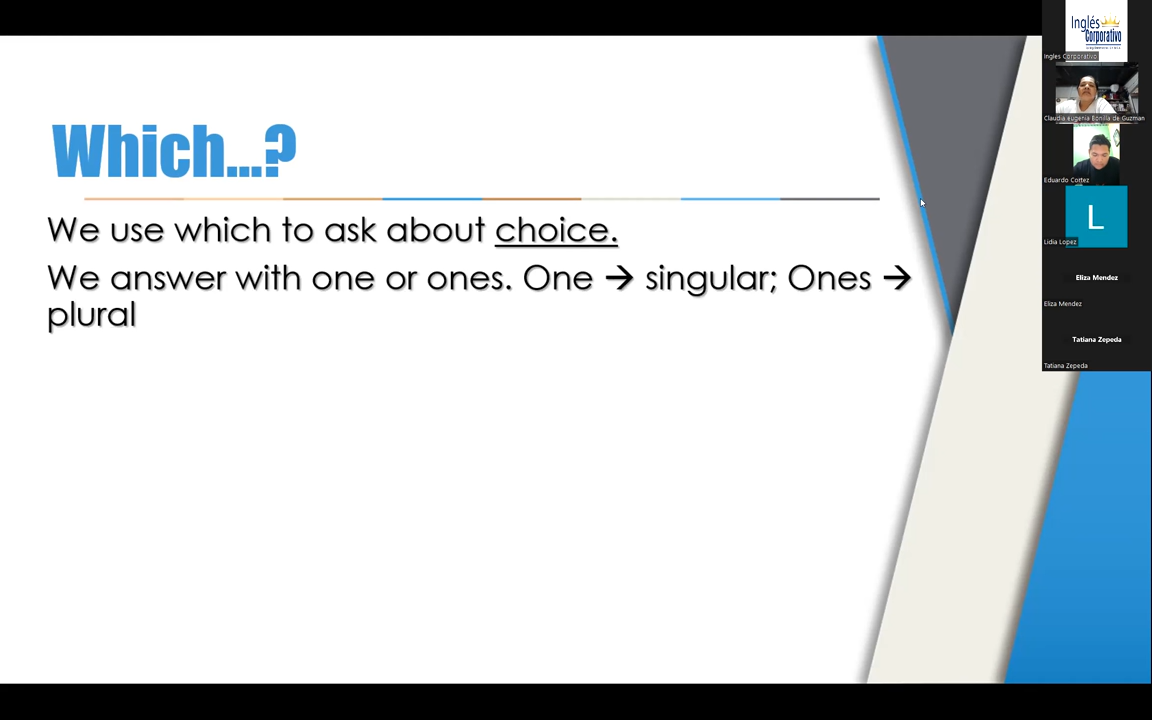 Which...?
We use which to ask about choice.
We answer with one or ones. One → singular; Ones →
plural
Inglés
Corporativo
Ingles Corporativo
Claudia eugenia Bonilla de Guzman
Eduardo Cortez
L
Lidia Lopez
Eliza Mendez
Eliza Mendez
Tatiana Zepeda
Tatiana Zepeda